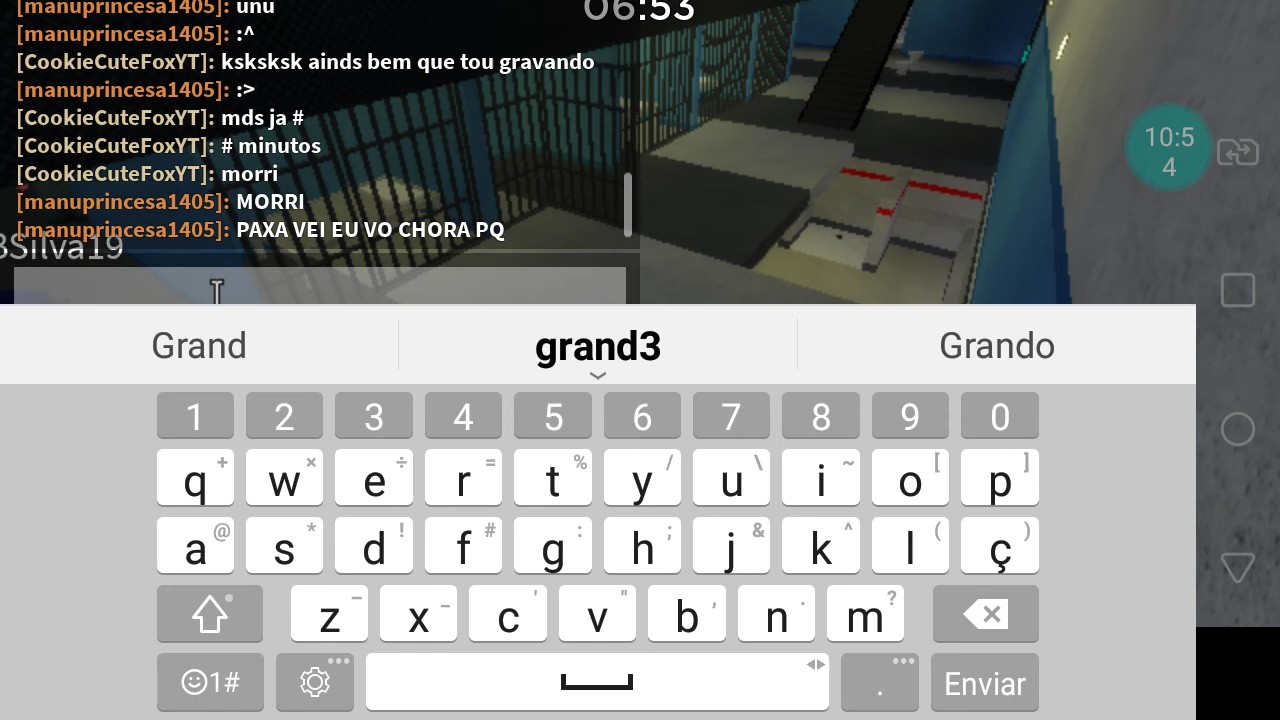 [manuprincesa1405]: unu
06:53
[manuprincesa1405]: :^
[CookieCuteFoxYT]: ksksksk ainds bem que tou gravando
[manuprincesa1405]: :>
[CookieCuteFoxYT]: mds ja #
[CookieCuteFoxYT]: # minutos
[CookieCuteFoxYT]: morri
[manuprincesa1405]: MORRI
[manuprincesa1405]: PAXA VEI EU VO CHORA PQ
10:5
4
BSilva19
Grand grand3 Grando
1 2 3 4 5 6 7 8 9 0
q + w × e ÷ r = t % y / u \ i ~ o [ p ]
a @ s * d ! f # g : h ; j & k ^ l ( ç )
z – x _ c ' v " b , n . m ?
1# . Enviar